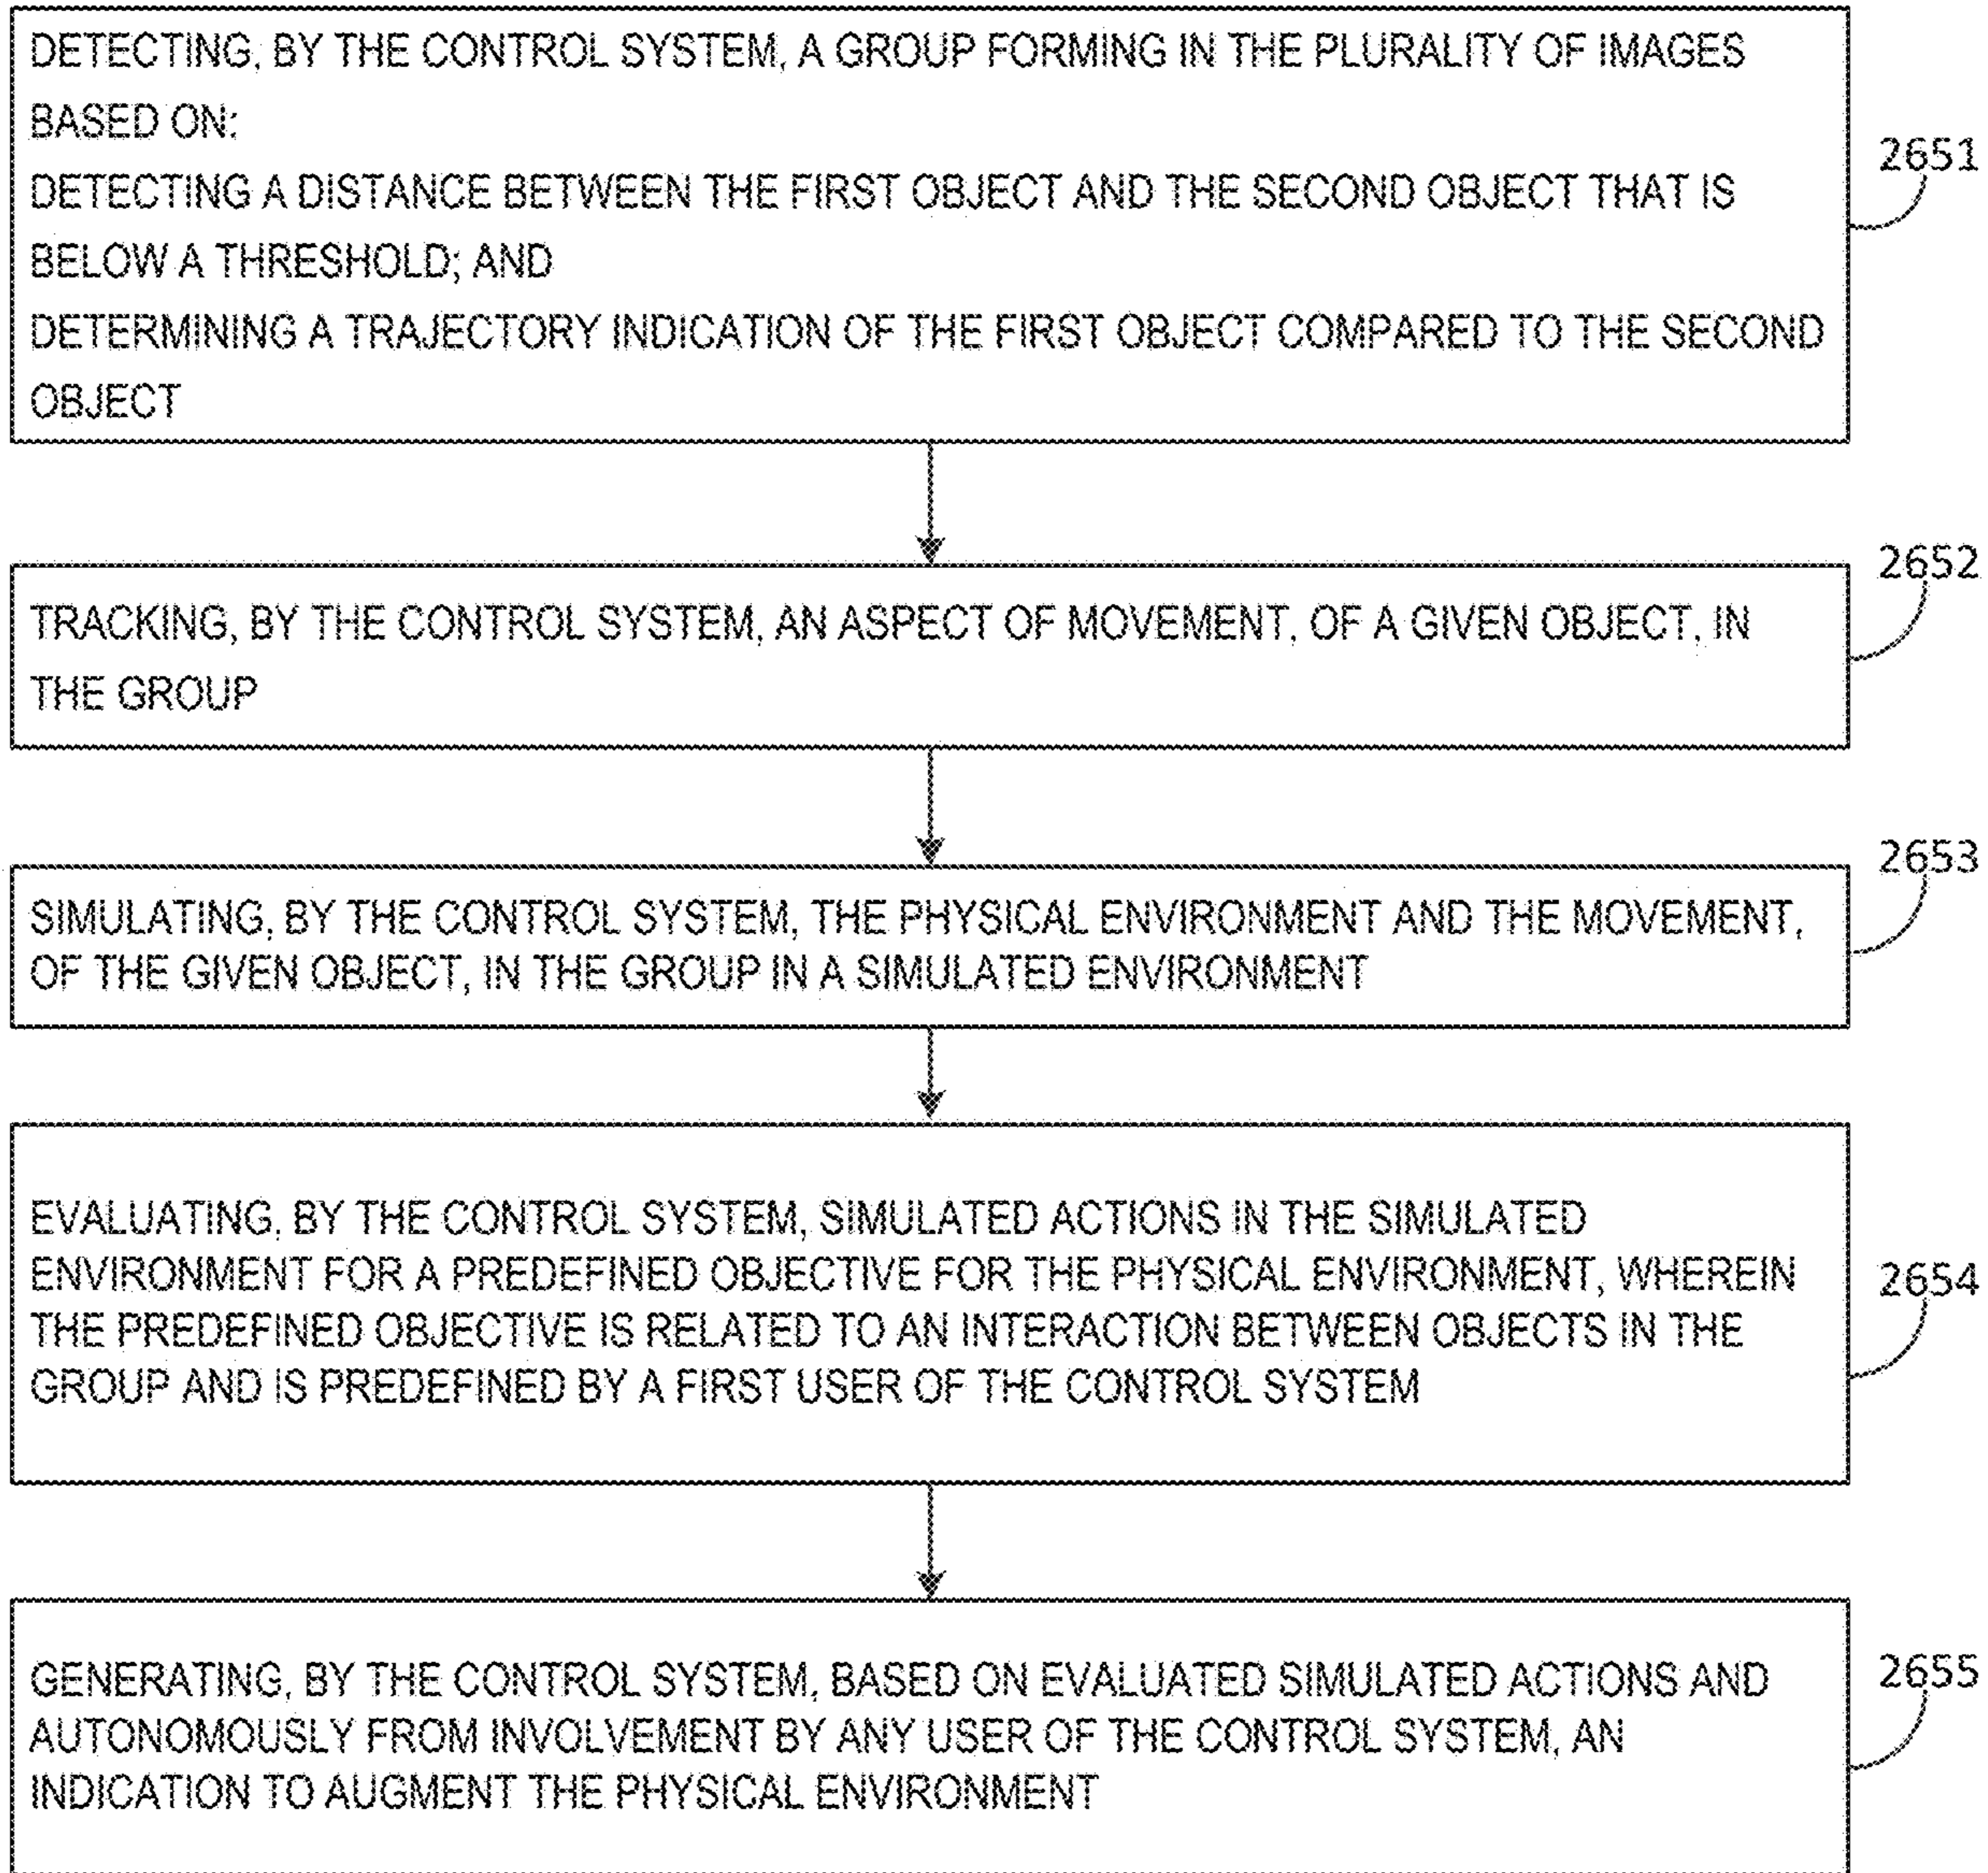 DETECTING, BY THE CONTROL SYSTEM, A GROUP FORMING IN THE PLURALITY OF IMAGES
BASED ON:
DETECTING A DISTANCE BETWEEN THE FIRST OBJECT AND THE SECOND OBJECT THAT IS
BELOW A THRESHOLD; AND
DETERMINING A TRAJECTORY INDICATION OF THE FIRST OBJECT COMPARED TO THE SECOND
OBJECT
2651
TRACKING, BY THE CONTROL SYSTEM, AN ASPECT OF MOVEMENT, OF A GIVEN OBJECT, IN
THE GROUP
2652
SIMULATING, BY THE CONTROL SYSTEM, THE PHYSICAL ENVIRONMENT AND THE MOVEMENT,
OF THE GIVEN OBJECT, IN THE GROUP IN A SIMULATED ENVIRONMENT
2653
EVALUATING, BY THE CONTROL SYSTEM, SIMULATED ACTIONS IN THE SIMULATED
ENVIRONMENT FOR A PREDEFINED OBJECTIVE FOR THE PHYSICAL ENVIRONMENT, WHEREIN
THE PREDEFINED OBJECTIVE IS RELATED TO AN INTERACTION BETWEEN OBJECTS IN THE
GROUP AND IS PREDEFINED BY A FIRST USER OF THE CONTROL SYSTEM
2654
GENERATING, BY THE CONTROL SYSTEM, BASED ON EVALUATED SIMULATED ACTIONS AND
AUTONOMOUSLY FROM INVOLVEMENT BY ANY USER OF THE CONTROL SYSTEM, AN
INDICATION TO AUGMENT THE PHYSICAL ENVIRONMENT
2655